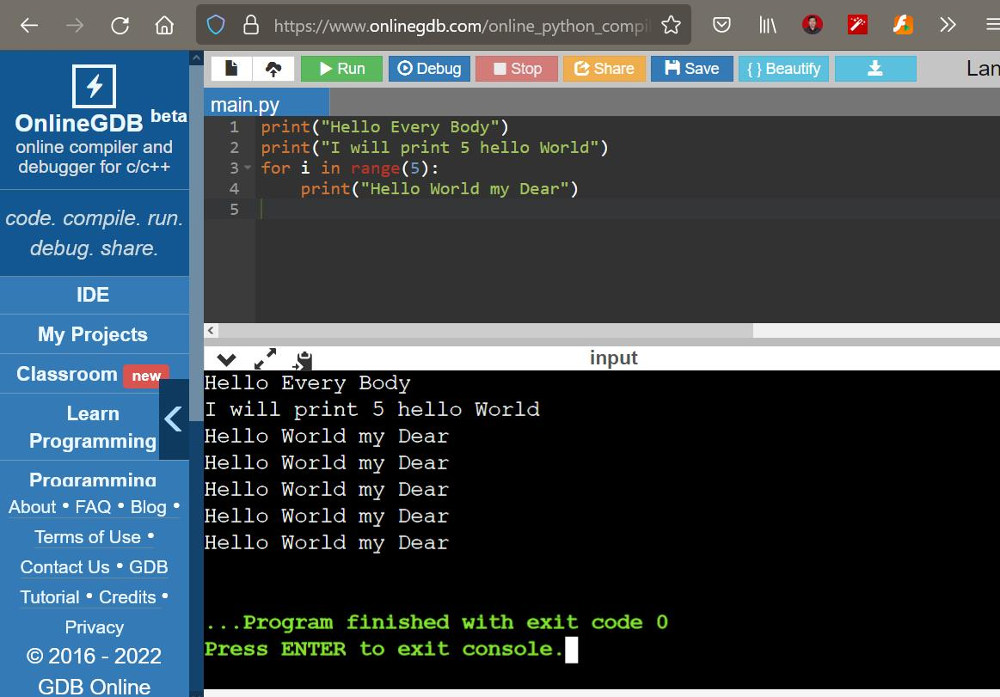 https://www.onlinegdb.com/online_python_compi
OnlineGDB beta
online compiler and
debugger for c/c++
code. compile. run.
debug. share.
IDE
My Projects
Classroom new
Learn
Programming
Programming
About • FAQ • Blog •
Terms of Use •
Contact Us • GDB
Tutorial • Credits •
Privacy
© 2016 - 2022
GDB Online
Run Debug Stop Share Save { } Beautify Lan
main.py
1 print("Hello Every Body")
2 print("I will print 5 hello World")
3 for i in range(5):
4     print("Hello World my Dear")
5
input
Hello Every Body
I will print 5 hello World
Hello World my Dear
Hello World my Dear
Hello World my Dear
Hello World my Dear
Hello World my Dear
...Program finished with exit code 0
Press ENTER to exit console.